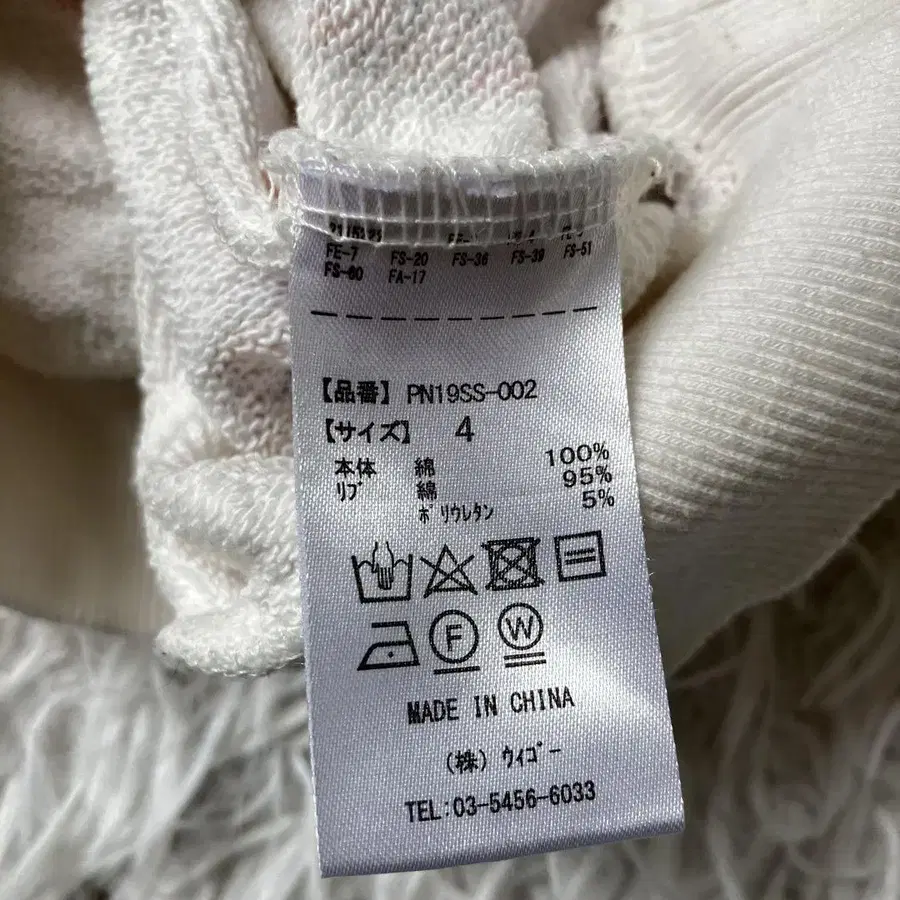 FE-7 FS-20 FS-36 FS-39 FS-51
FS-60 FA-17
【品番】 PN19SS-002
【サイズ】 4
本体 綿 100%
リブ 綿 95%
ポリウレタン 5%
F W
MADE IN CHINA
(株) ウィゴー
TEL:03-5456-6033